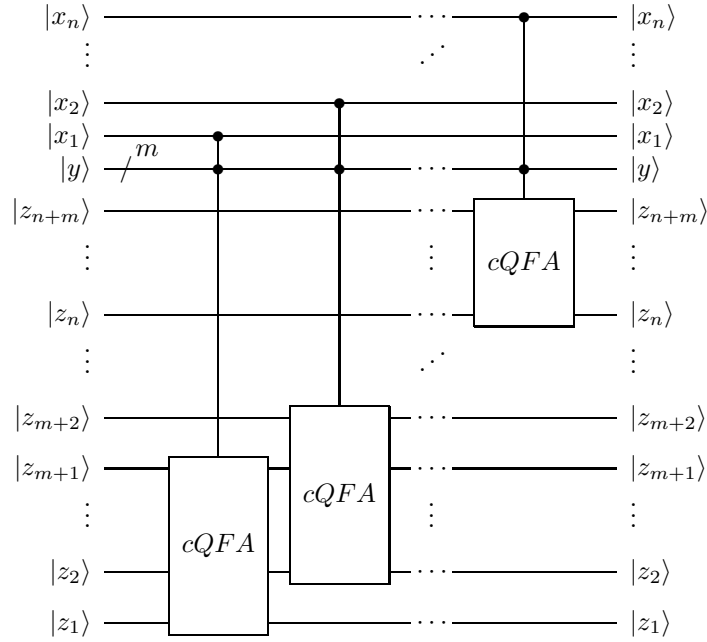 |x_n⟩ ⋯ |x_n⟩
⋮ ⋰ ⋮
|x_2⟩ |x_2⟩
|x_1⟩ |x_1⟩
m
|y⟩ ⋯ |y⟩
|z_{n+m}⟩ ⋯ |z_{n+m}⟩
⋮ ⋮ cQFA ⋮
|z_n⟩ ⋯ |z_n⟩
⋮ ⋰ ⋮
|z_{m+2}⟩ ⋯ |z_{m+2}⟩
|z_{m+1}⟩ ⋯ |z_{m+1}⟩
cQFA
⋮ ⋮ ⋮
cQFA
|z_2⟩ ⋯ |z_2⟩
|z_1⟩ ⋯ |z_1⟩